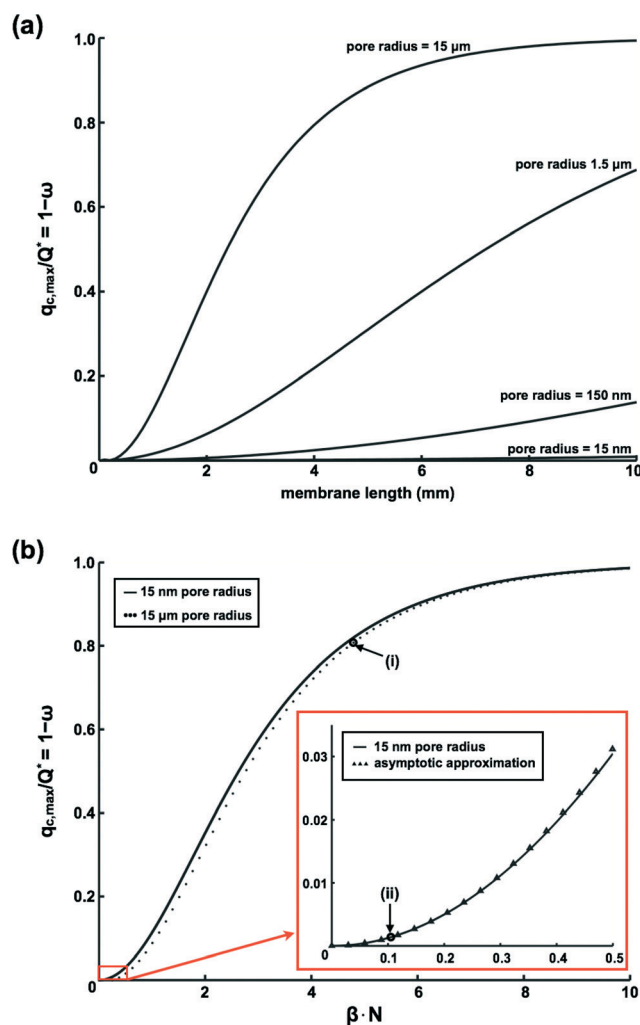 (a)
1.0
0.8
0.6
0.4
0.2
0
2
4
6
8
10
q_c,max/Q* = 1−ω
membrane length (mm)
pore radius = 15 μm
pore radius 1.5 μm
pore radius = 150 nm
pore radius = 15 nm
(b)
1.0
0.8
0.6
0.4
0.2
0
2
4
6
8
10
q_c,max/Q* = 1−ω
β·N
15 nm pore radius
15 μm pore radius
(i)
15 nm pore radius
asymptotic approximation
0.03
0.02
0.01
0
0.1
0.2
0.3
0.4
0.5
(ii)